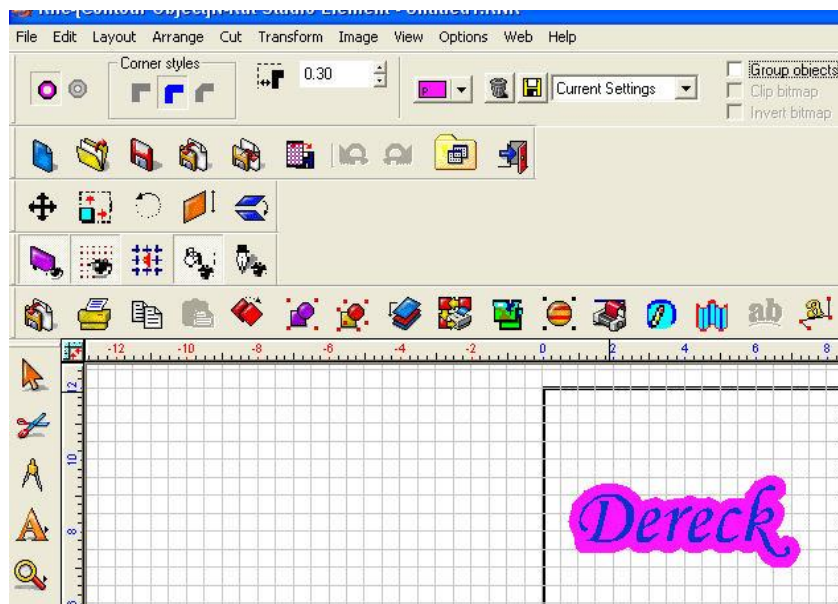 File Edit Layout Arrange Cut Transform Image View Options Web Help
Corner styles
0.30
P
Current Settings
Group objects
Clip bitmap
Invert bitmap
ab
a
-12 -10 -8 -6 -4 -2 0 2 4 6 8
12
10
8
A
Dereck